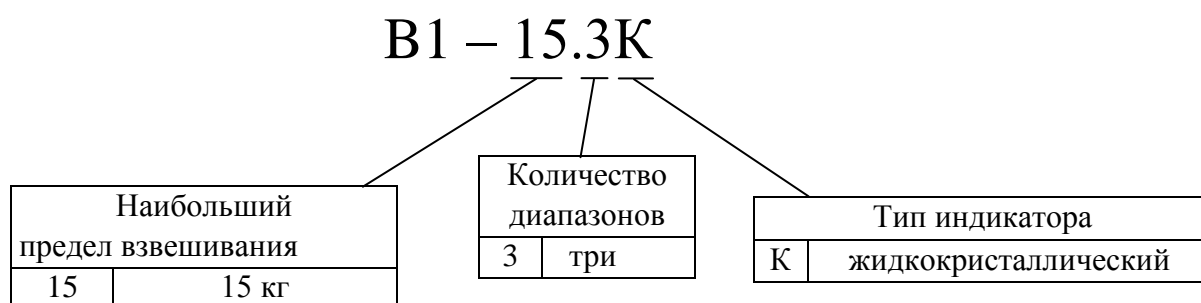 В1 – 15.3К
Наибольший
предел взвешивания
15 15 кг
Количество
диапазонов
3 три
Тип индикатора
К жидкокристаллический